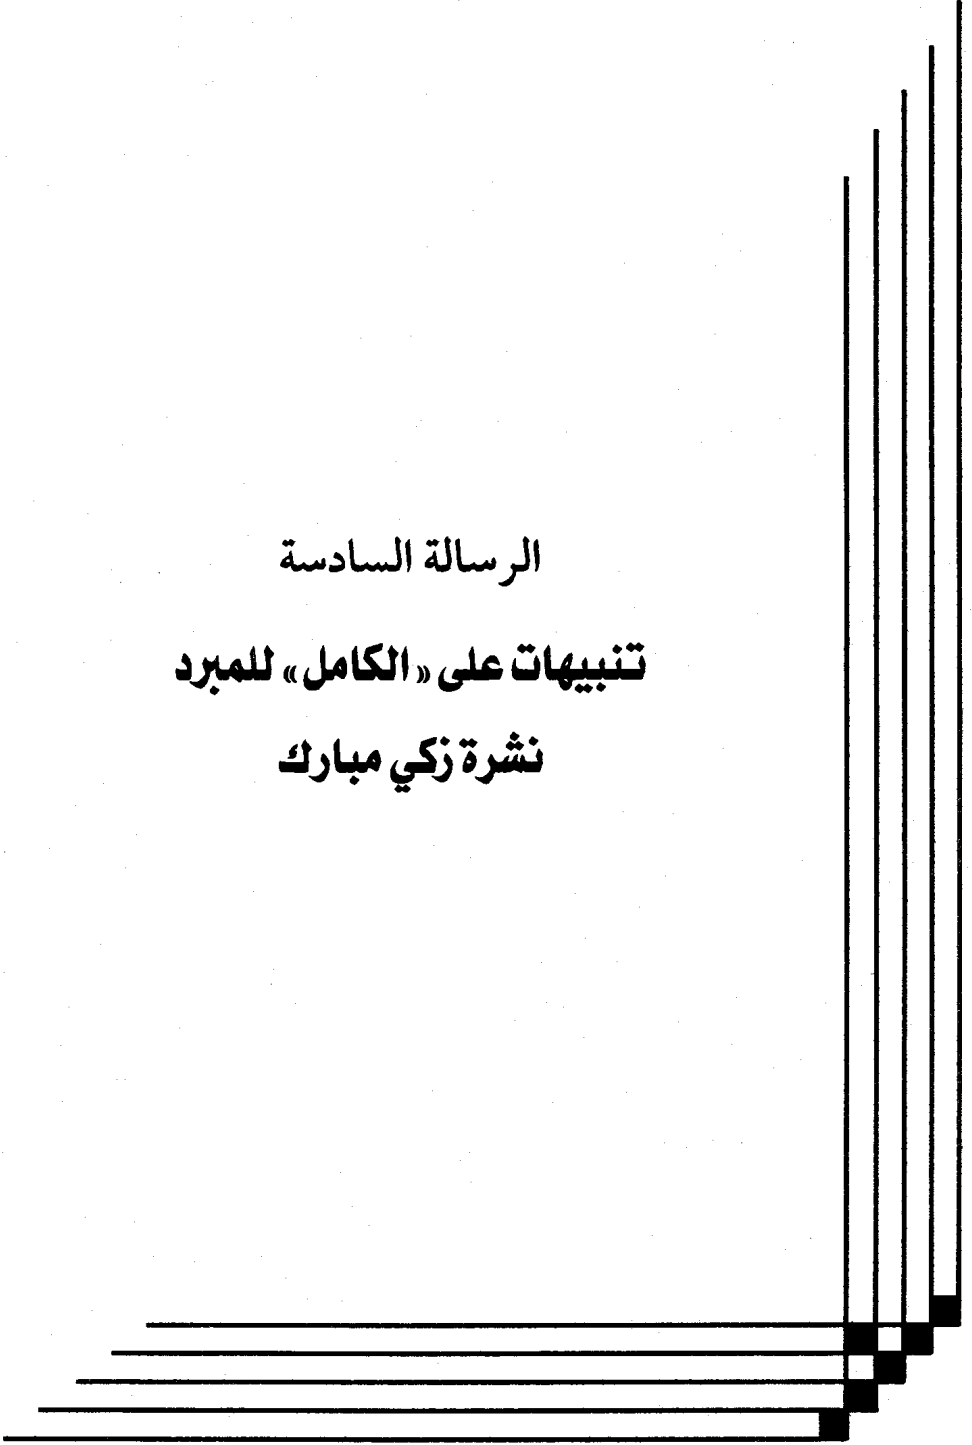 الرسالة السادسة
تنبيهات على «الكامل» للمبرد
نشرة زكي مبارك